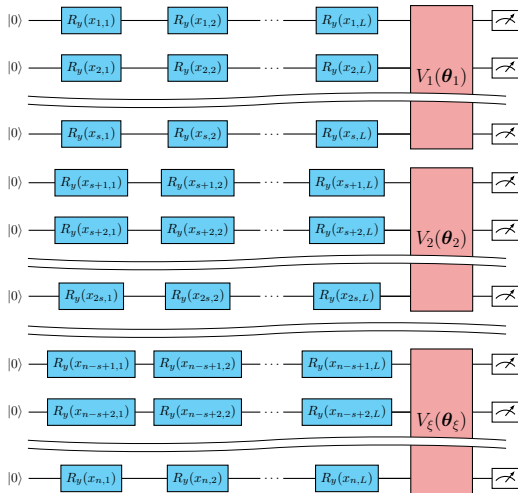 |0⟩ R_y(x_{1,1}) R_y(x_{1,2}) ··· R_y(x_{1,L})
|0⟩ R_y(x_{2,1}) R_y(x_{2,2}) ··· R_y(x_{2,L})
V_1(θ_1)
|0⟩ R_y(x_{s,1}) R_y(x_{s,2}) ··· R_y(x_{s,L})
|0⟩ R_y(x_{s+1,1}) R_y(x_{s+1,2}) ··· R_y(x_{s+1,L})
|0⟩ R_y(x_{s+2,1}) R_y(x_{s+2,2}) ··· R_y(x_{s+2,L})
V_2(θ_2)
|0⟩ R_y(x_{2s,1}) R_y(x_{2s,2}) ··· R_y(x_{2s,L})
|0⟩ R_y(x_{n-s+1,1}) R_y(x_{n-s+1,2}) ··· R_y(x_{n-s+1,L})
|0⟩ R_y(x_{n-s+2,1}) R_y(x_{n-s+2,2}) ··· R_y(x_{n-s+2,L})
V_ξ(θ_ξ)
|0⟩ R_y(x_{n,1}) R_y(x_{n,2}) ··· R_y(x_{n,L})